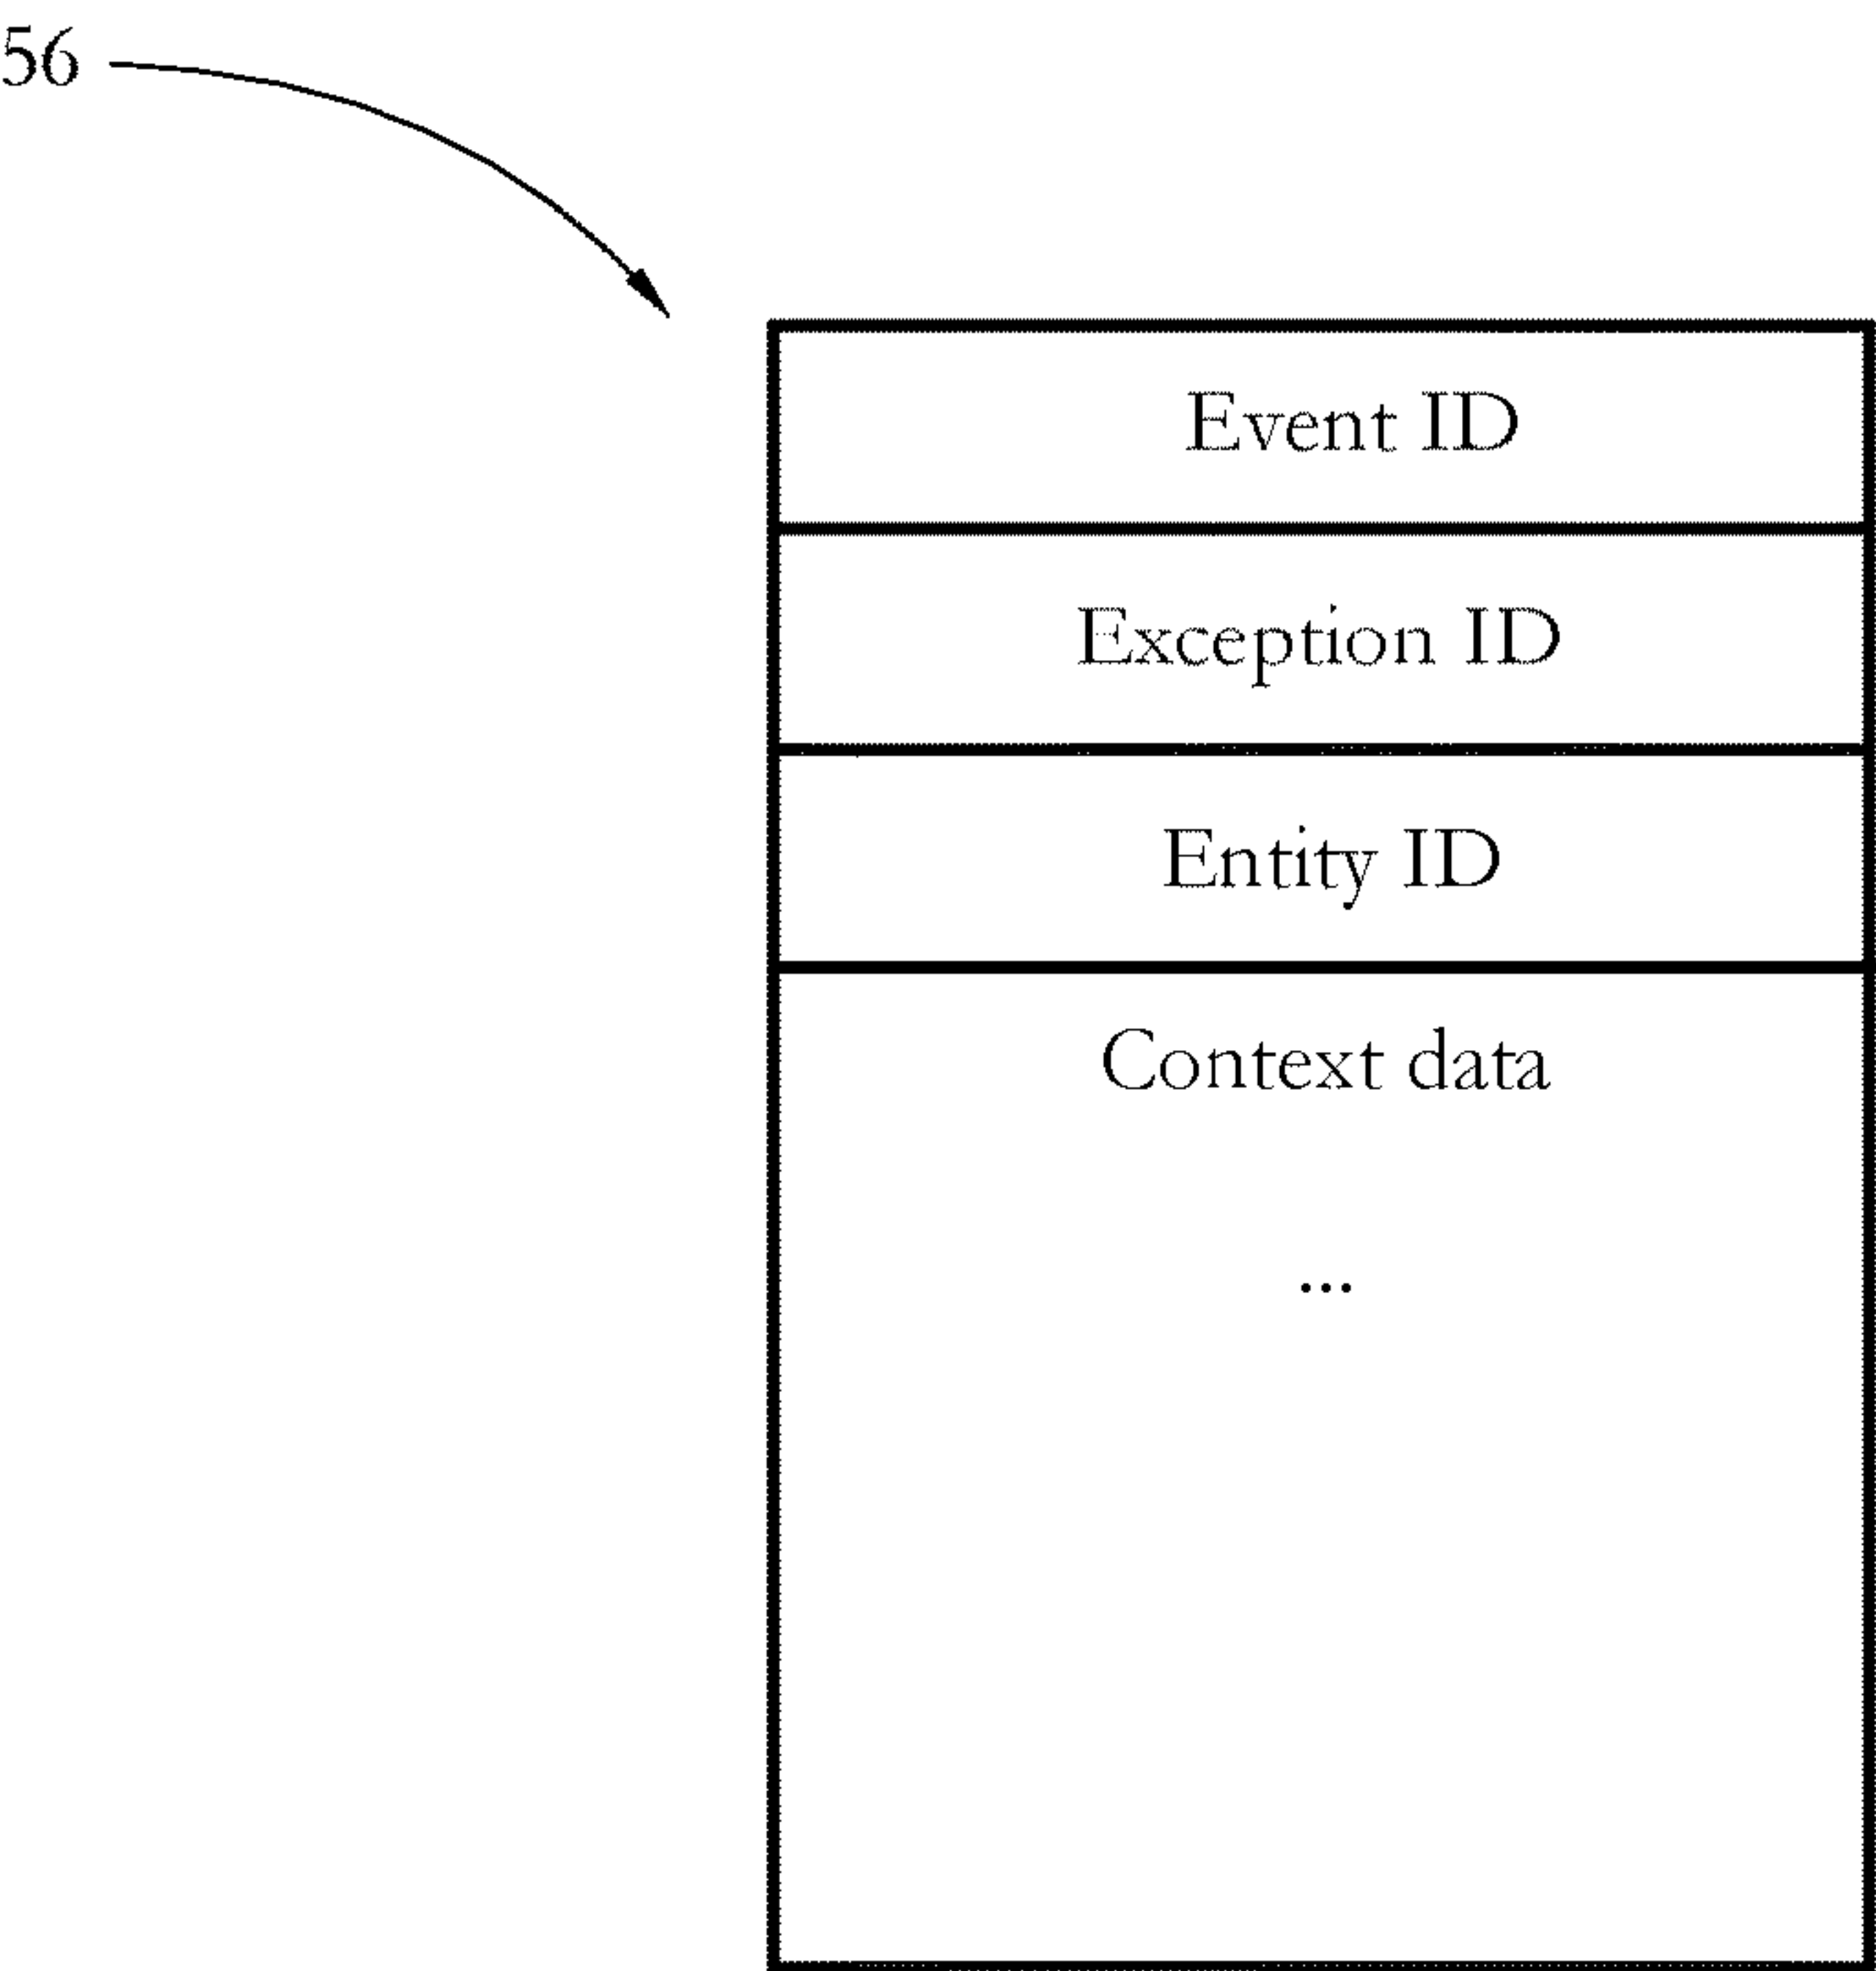 56
Event ID
Exception ID
Entity ID
Context data
...